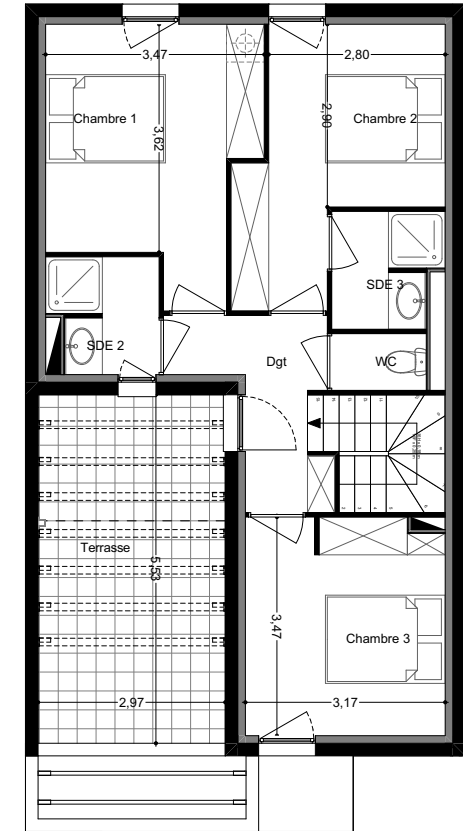 3,47
2,80
Chambre 1
3,62
2,90
Chambre 2
SDE 3
SDE 2
Dgt
WC
Terrasse
5,53
3,47
Chambre 3
2,97
3,17